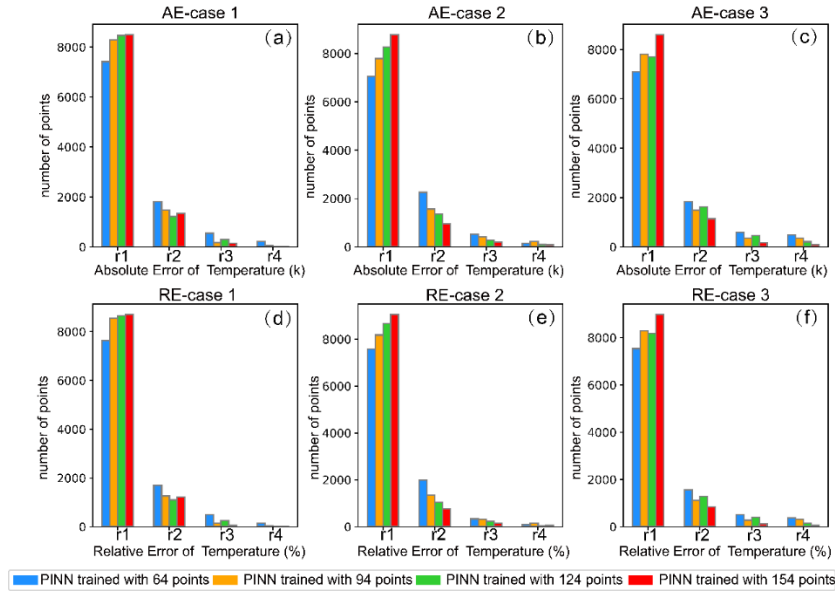 AE-case 1
AE-case 2
AE-case 3
(a)
(b)
(c)
number of points
8000
6000
4000
2000
0
r1
r2
r3
r4
Absolute Error of Temperature (k)
number of points
8000
6000
4000
2000
0
r1
r2
r3
r4
Absolute Error of Temperature (k)
number of points
8000
6000
4000
2000
0
r1
r2
r3
r4
Absolute Error of Temperature (k)
RE-case 1
RE-case 2
RE-case 3
(d)
(e)
(f)
number of points
8000
6000
4000
2000
0
r1
r2
r3
r4
Relative Error of Temperature (%)
number of points
8000
6000
4000
2000
0
r1
r2
r3
r4
Relative Error of Temperature (%)
number of points
8000
6000
4000
2000
0
r1
r2
r3
r4
Relative Error of Temperature (%)
PINN trained with 64 points
PINN trained with 94 points
PINN trained with 124 points
PINN trained with 154 points